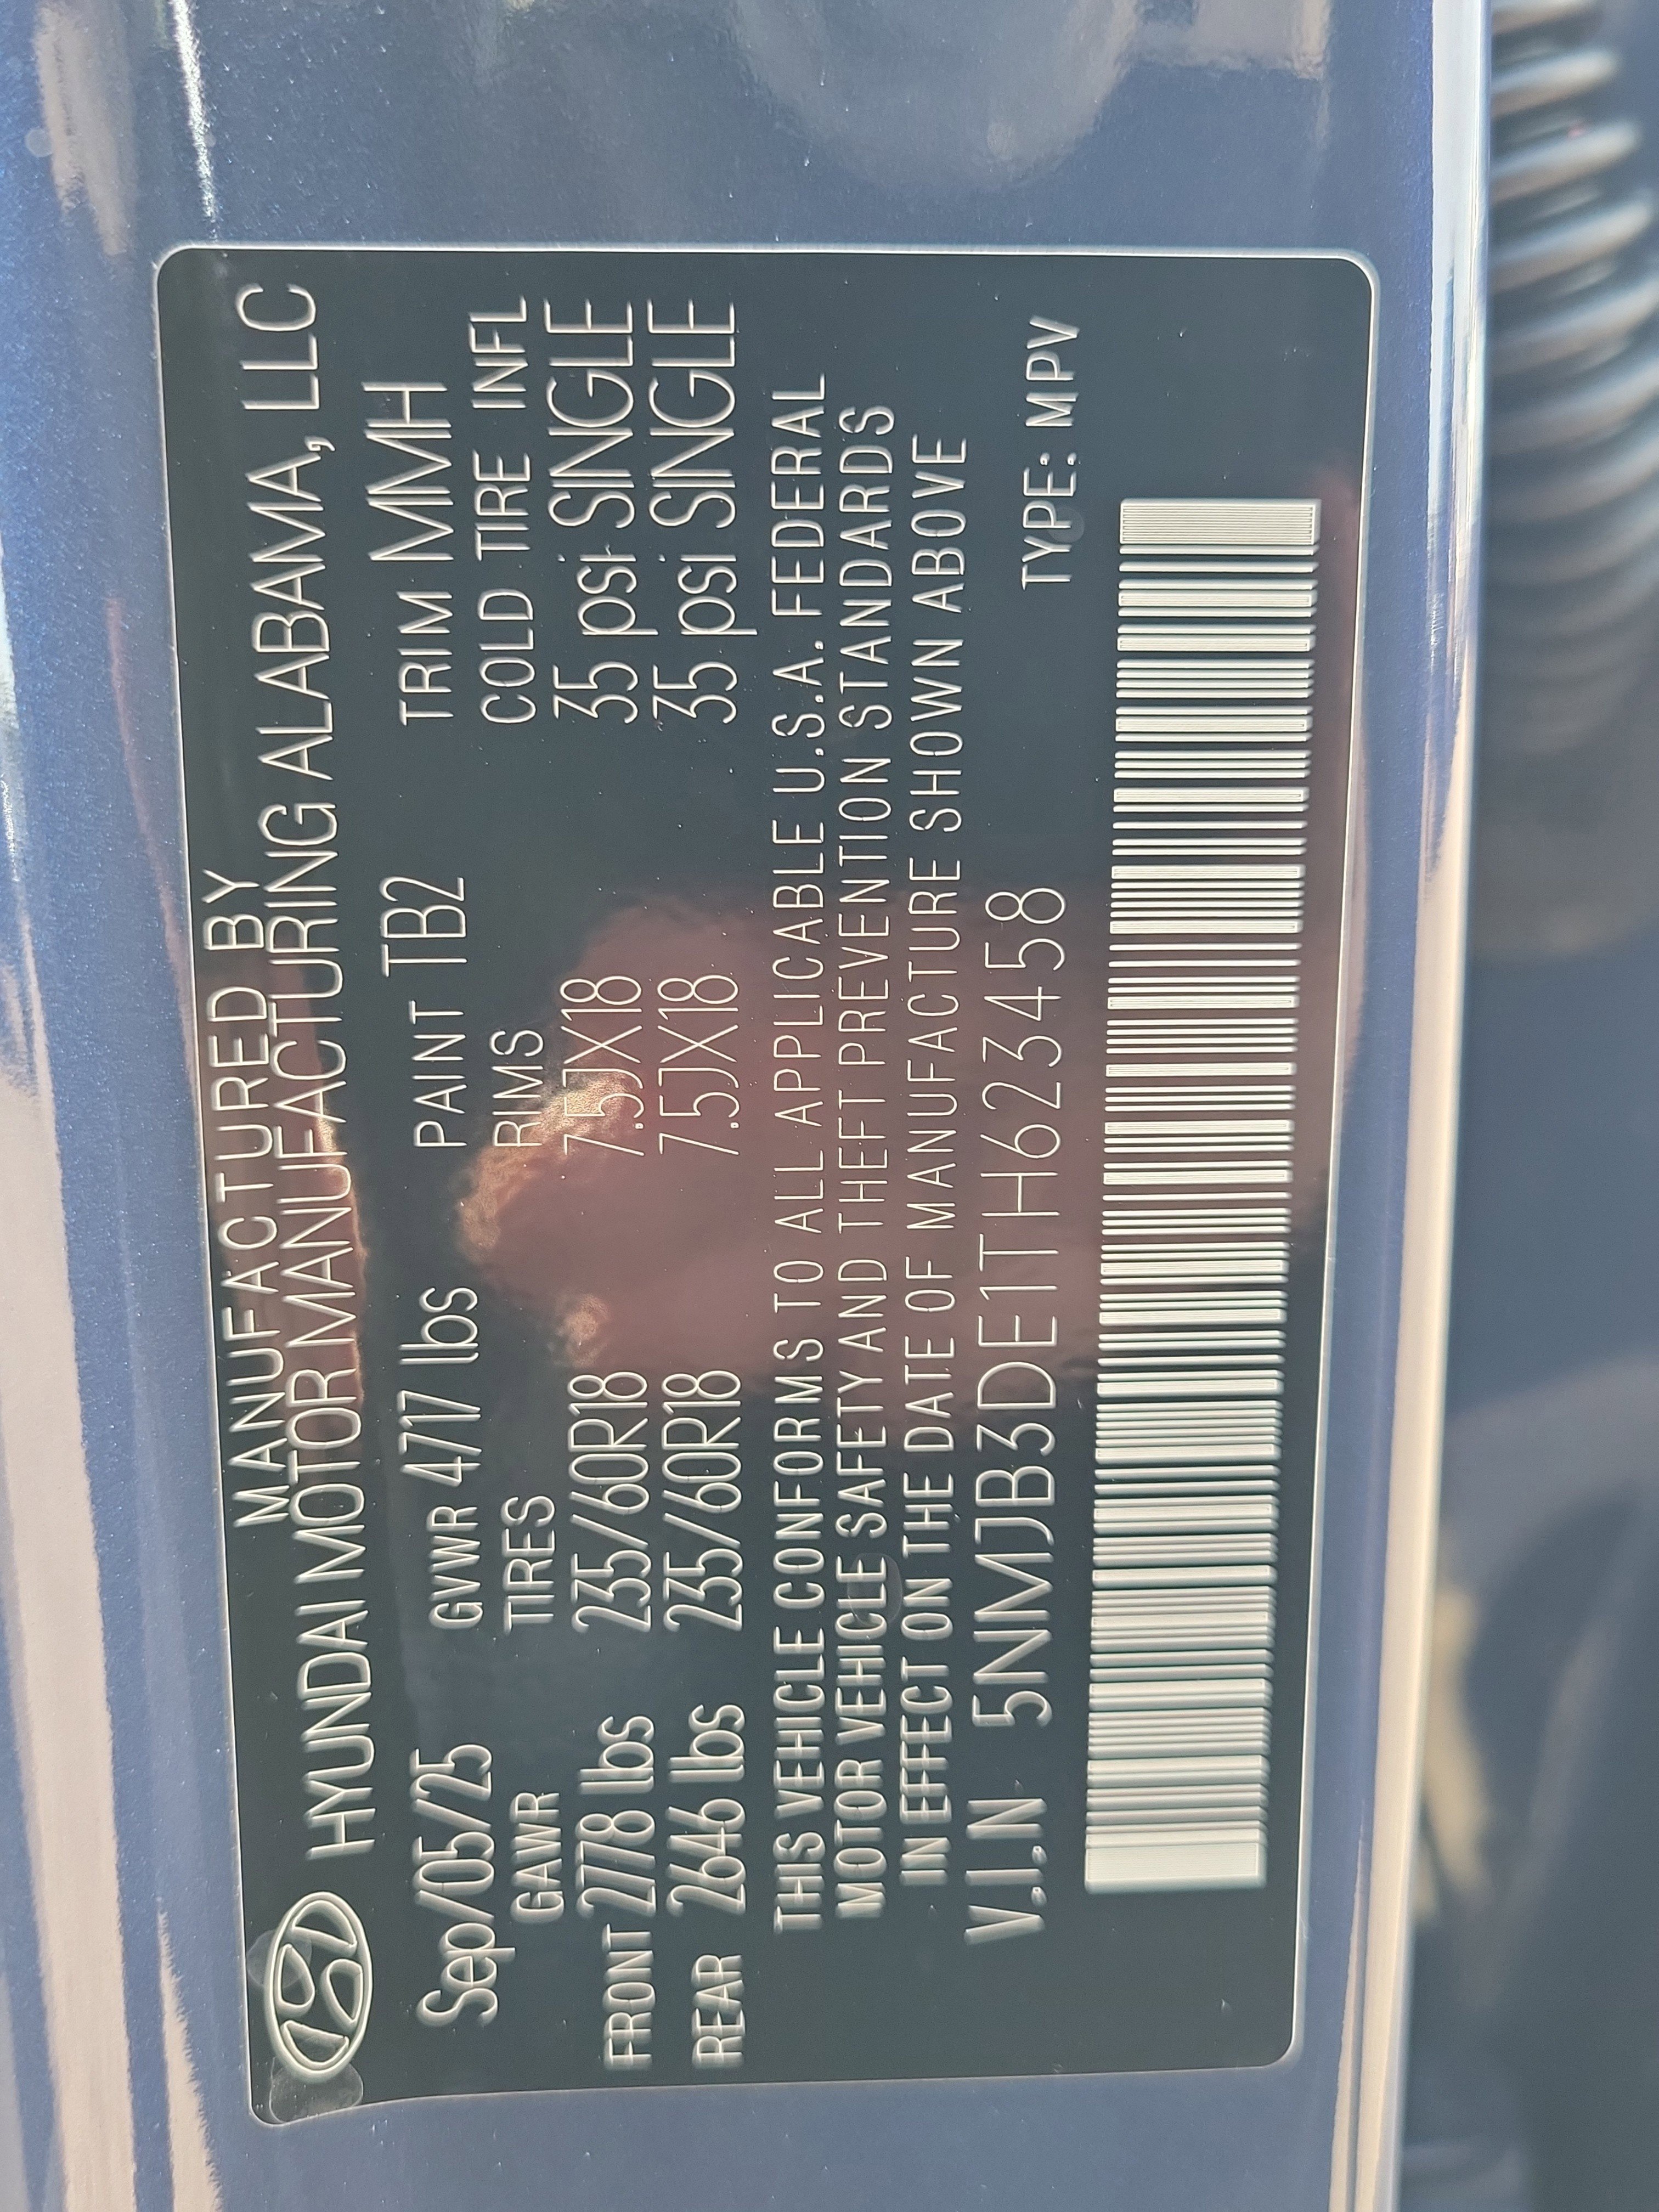 MANUFACTURED BY
HYUNDAI MOTOR MANUFACTURING ALABAMA, LLC
Sep/05/25 GVWR 4717 lbs PAINT TB2 TRIM MMH
GAWR TIRES RIMS COLD TIRE INFL
FRONT 2778 lbs 235/60R18 7.5JX18 35 psi SINGLE
REAR 2646 lbs 235/60R18 7.5JX18 35 psi SINGLE
THIS VEHICLE CONFORMS TO ALL APPLICABLE U.S.A. FEDERAL
MOTOR VEHICLE SAFETY AND THEFT PREVENTION STANDARDS
IN EFFECT ON THE DATE OF MANUFACTURE SHOWN ABOVE
V.I.N 5NMJB3DE1TH623458 TYPE: MPV